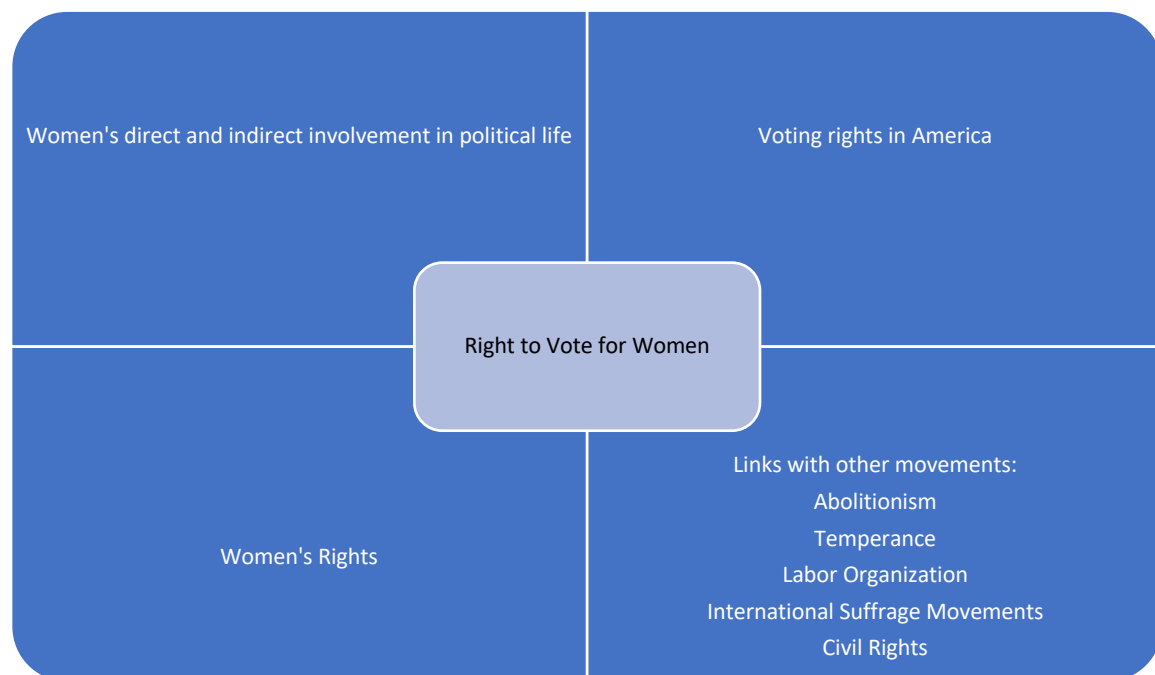 Women's direct and indirect involvement in political life
Voting rights in America
Right to Vote for Women
Women's Rights
Links with other movements:
Abolitionism
Temperance
Labor Organization
International Suffrage Movements
Civil Rights